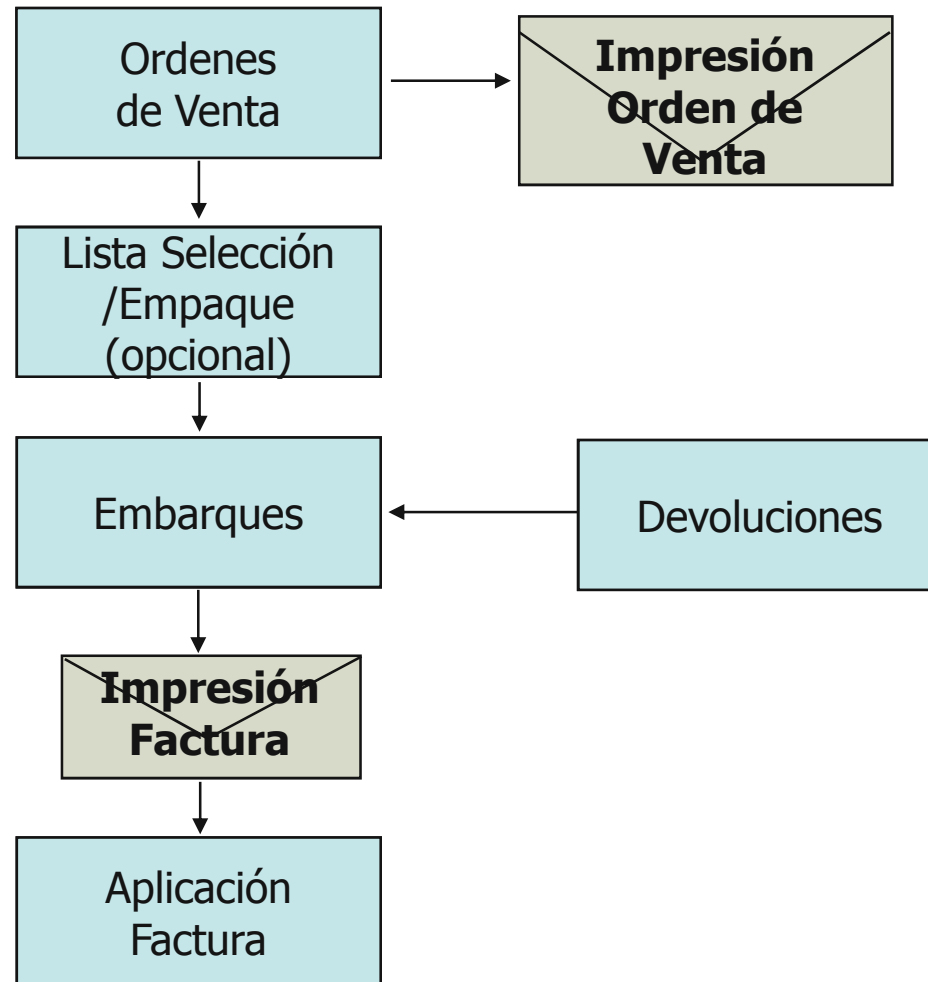 Ordenes
de Venta
Impresión
Orden de
Venta
Lista Selección
/Empaque
(opcional)
Embarques
Devoluciones
Impresión
Factura
Aplicación
Factura